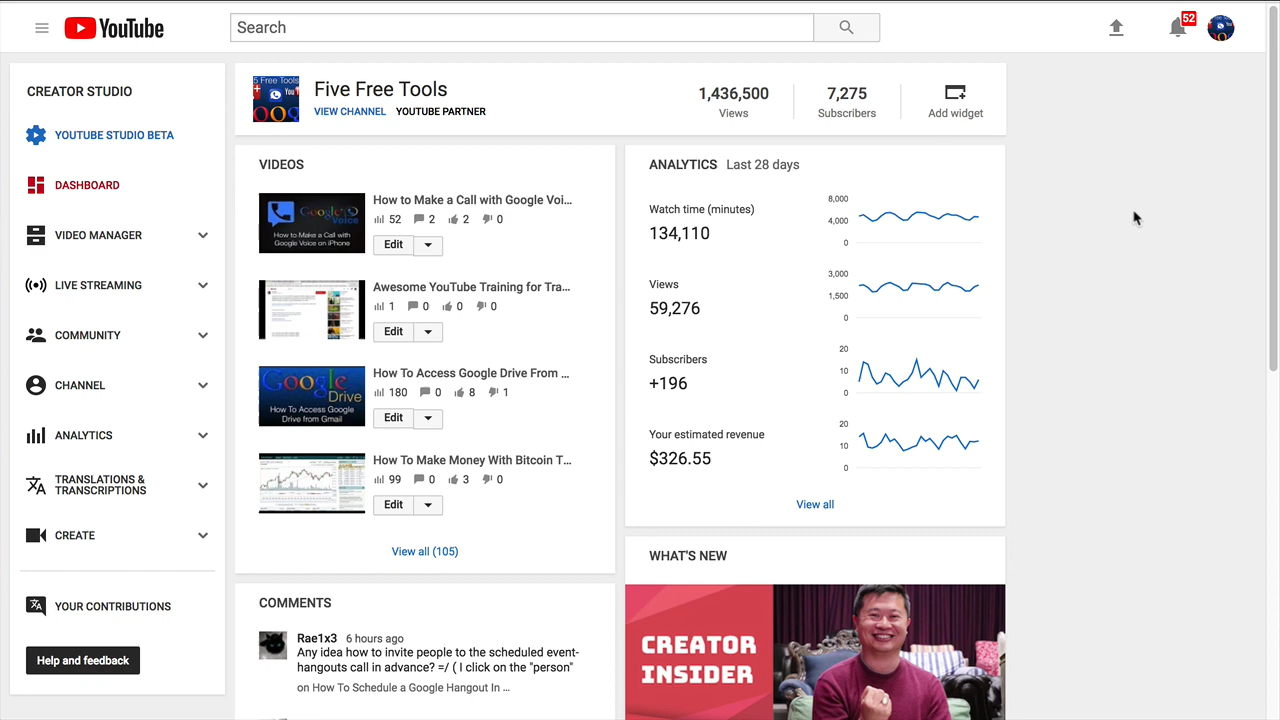 YouTube
Search
52
CREATOR STUDIO
YOUTUBE STUDIO BETA
DASHBOARD
VIDEO MANAGER
LIVE STREAMING
COMMUNITY
CHANNEL
ANALYTICS
TRANSLATIONS &
TRANSCRIPTIONS
CREATE
YOUR CONTRIBUTIONS
Help and feedback
5 Free Tools
Five Free Tools
VIEW CHANNEL YOUTUBE PARTNER
1,436,500
Views
7,275
Subscribers
Add widget
VIDEOS
Google Voice
How to Make a Call with
Google Voice on iPhone
How to Make a Call with Google Voi...
52 2 2 0
Edit
Awesome YouTube Training for Tra...
1 0 0 0
Edit
Google Drive
How To Access Google
Drive from Gmail
How To Access Google Drive From ...
180 0 8 1
Edit
How To Make Money With Bitcoin T...
99 0 3 0
Edit
View all (105)
COMMENTS
Rae1x3 6 hours ago
Any idea how to invite people to the scheduled event-
hangouts call in advance? =/ ( I click on the "person"
on How To Schedule a Google Hangout In ...
ANALYTICS Last 28 days
Watch time (minutes)
134,110
8,000
4,000
0
Views
59,276
3,000
1,500
0
Subscribers
+196
20
10
0
Your estimated revenue
$326.55
20
10
0
View all
WHAT'S NEW
CREATOR
INSIDER